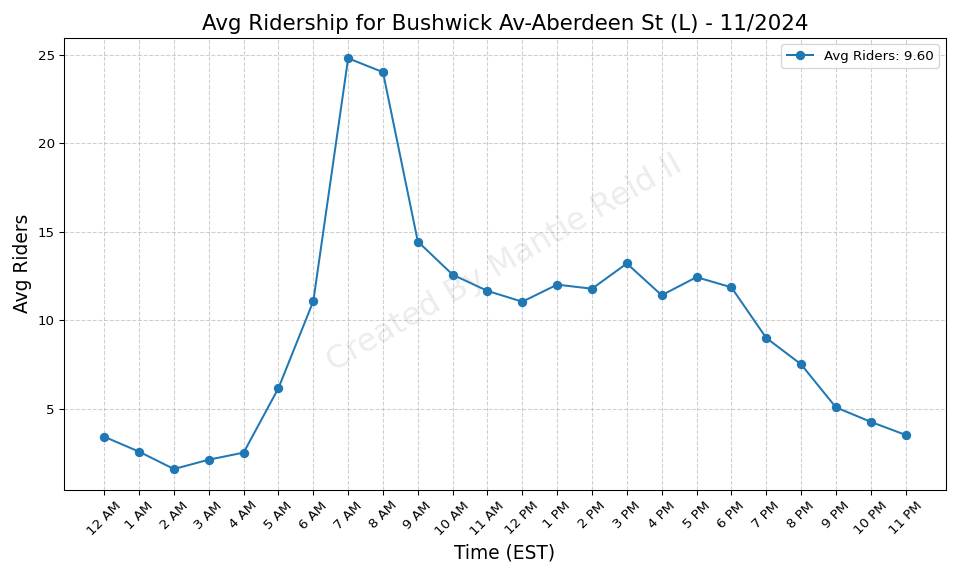 Avg Ridership for Bushwick Av-Aberdeen St (L) - 11/2024
Avg Riders: 9.60
25
20
15
10
5
Avg Riders
Created By Mantie Reid II
12 AM
1 AM
2 AM
3 AM
4 AM
5 AM
6 AM
7 AM
8 AM
9 AM
10 AM
11 AM
12 PM
1 PM
2 PM
3 PM
4 PM
5 PM
6 PM
7 PM
8 PM
9 PM
10 PM
11 PM
Time (EST)